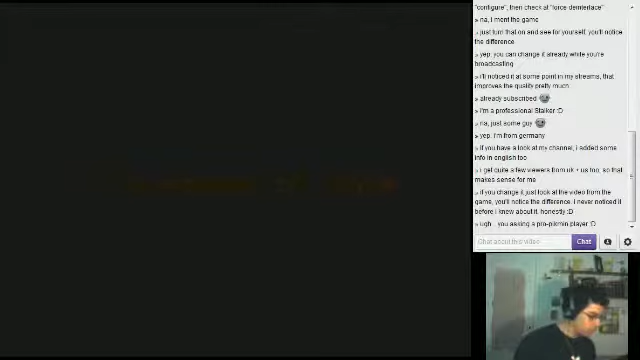 "configure", then check at "force deinterlace"
» na, i ment the game
» just turn that on and see for yourself. you'll notice
the difference
» yep. you can change it already while you're
broadcasting
» i'll noticed it at some point in my streams, that
improves the quality pretty much
» already subscribed
» i'm a professional Stalker :D
» na, just some guy
» yep, i'm from germany
» if you have a look at my channel, i added some
info in english too
» i get quite a few viewers from uk + us too, so that
makes sense for me
» if you change it just look at the video from the
game, you'll notice the difference. i never noticed it
before i knew about it, honestly :D
» ugh.. you asking a pro-pikmin player :D
Chat about this video
Chat